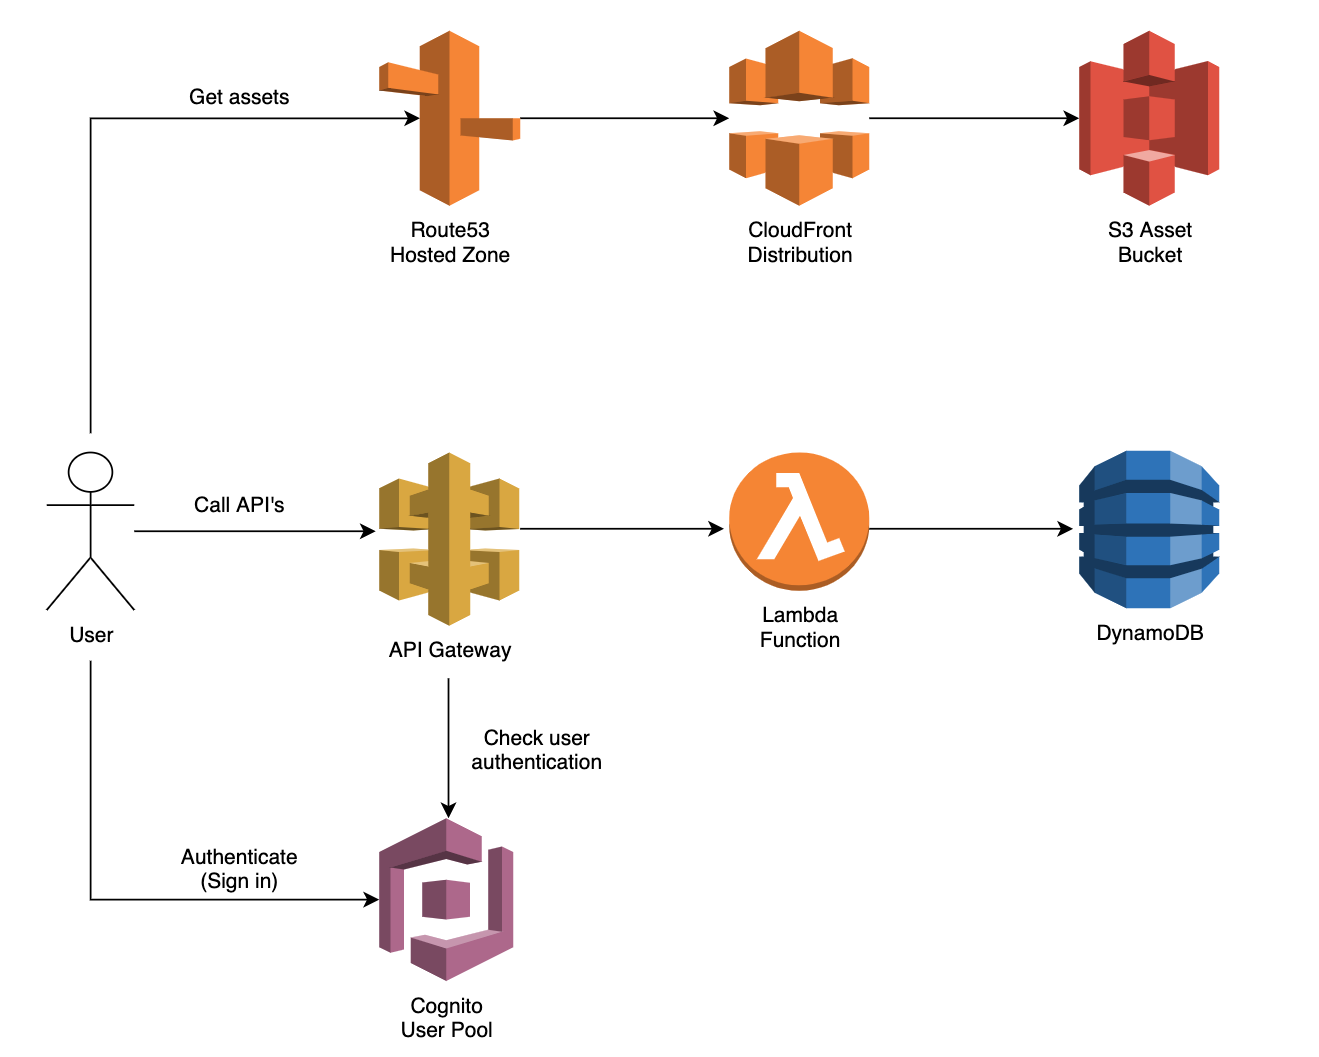 Get assets
Route53
Hosted Zone
CloudFront
Distribution
S3 Asset
Bucket
Call API's
User
API Gateway
Lambda
Function
DynamoDB
Check user
authentication
Authenticate
(Sign in)
Cognito
User Pool